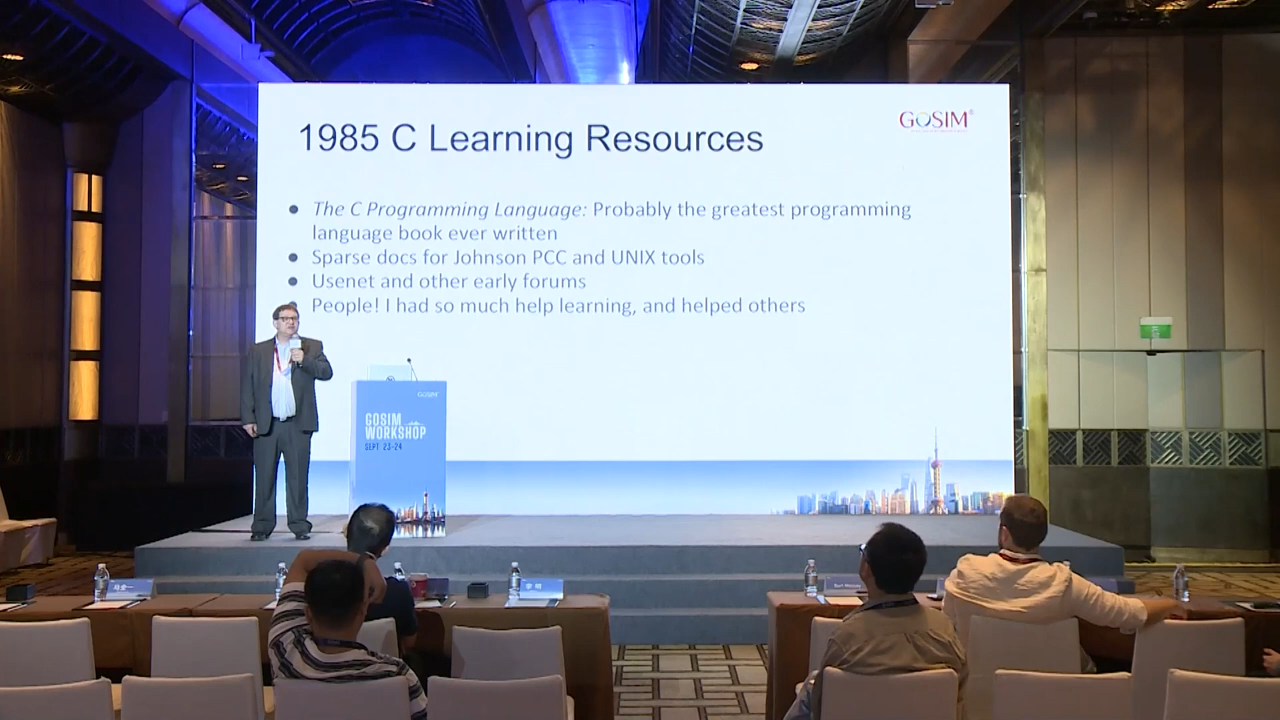 1985 C Learning Resources
GOSIM
The C Programming Language: Probably the greatest programming
language book ever written
Sparse docs for Johnson PCC and UNIX tools
Usenet and other early forums
People! I had so much help learning, and helped others
GOSIM
GOSIM
WORKSHOP
SEPT 23-24